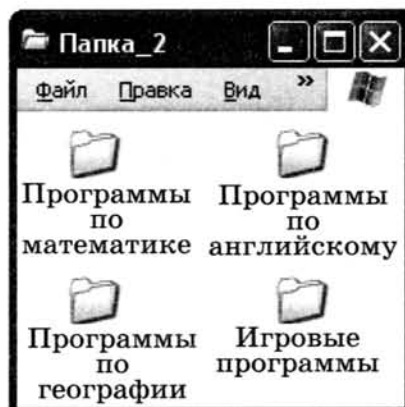 Папка_2
Файл Правка Вид »
Программы
по
математике
Программы
по
английскому
Программы
по
географии
Игровые
программы